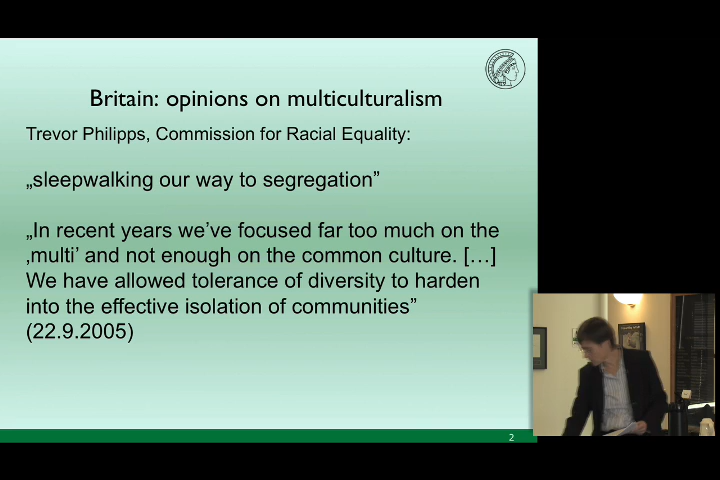 Britain: opinions on multiculturalism
Trevor Philipps, Commission for Racial Equality:
„sleepwalking our way to segregation”
„In recent years we’ve focused far too much on the
‚multi’ and not enough on the common culture. […]
We have allowed tolerance of diversity to harden
into the effective isolation of communities”
(22.9.2005)
2